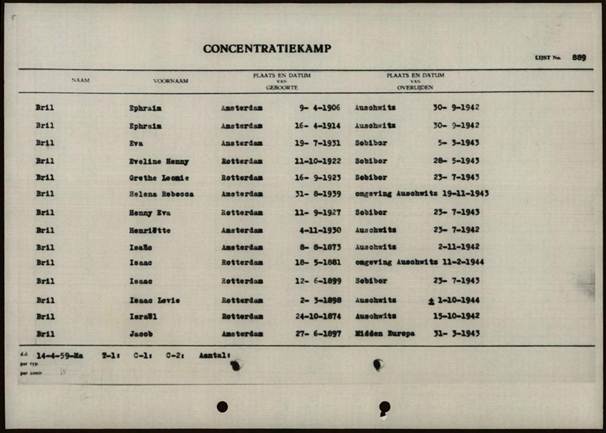 CONCENTRATIEKAMP
LIJST No. 889
NAAM VOORNAAM PLAATS EN DATUM VAN GEBOORTE PLAATS EN DATUM VAN OVERLIJDEN
Bril Ephraim Amsterdam 9- 4-1906 Auschwitz 30- 9-1942
Bril Ephraim Amsterdam 16- 4-1914 Auschwitz 30- 9-1942
Bril Eva Amsterdam 19- 7-1931 Sobibor 5- 3-1943
Bril Eveline Henny Rotterdam 11-10-1922 Sobibor 28- 5-1943
Bril Grethe Leonie Rotterdam 16- 9-1923 Sobibor 23- 7-1943
Bril Helena Rebecca Amsterdam 31- 8-1939 omgeving Auschwitz 19-11-1943
Bril Henny Eva Rotterdam 11- 9-1927 Sobibor 23- 7-1943
Bril Henriëtte Amsterdam 4-11-1930 Auschwitz 23- 7-1942
Bril Isaäc Amsterdam 8- 8-1873 Auschwitz 2-11-1942
Bril Isaac Rotterdam 18- 5-1881 omgeving Auschwitz 11-2-1944
Bril Isaac Rotterdam 12- 6-1899 Sobibor 23- 7-1943
Bril Isaac Levie Rotterdam 2- 3-1898 Auschwitz ± 1-10-1944
Bril Israël Rotterdam 24-10-1874 Auschwitz 15-10-1942
Bril Jacob Amsterdam 27- 6-1897 Midden Europa 31- 3-1943
d.d. 14-4-59-Ma T-1: C-1: C-2: Aantal:
par typ.
par contr.